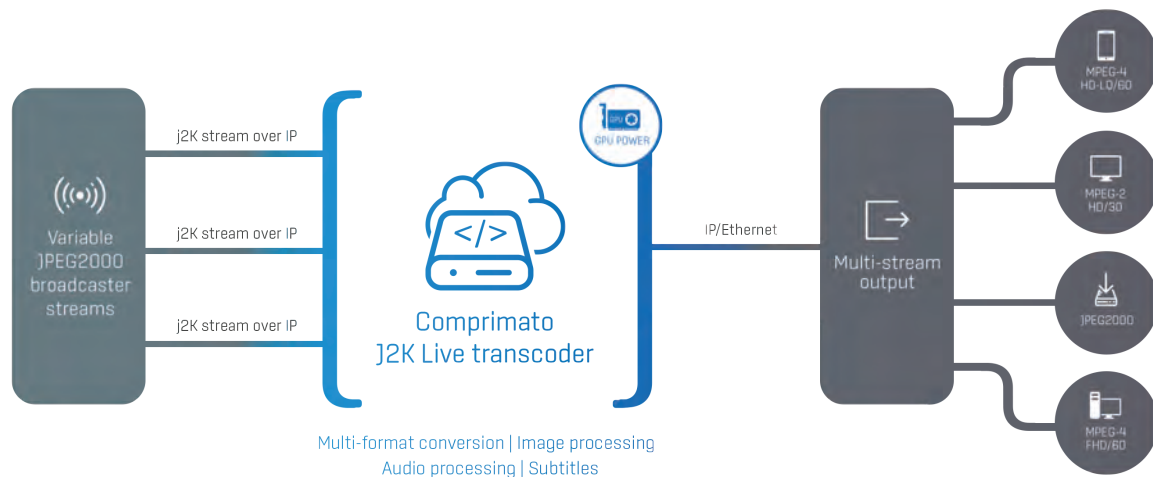 Variable
JPEG2000
broadcaster
streams
j2K stream over IP
j2K stream over IP
j2K stream over IP
GPU
GPU POWER
</>
Comprimato
J2K Live transcoder
Multi-format conversion | Image processing
Audio processing | Subtitles
IP/Ethernet
Multi-stream
output
MPEG-4
HD-LQ/60
MPEG-2
HD/30
JPEG2000
MPEG-4
FHD/60